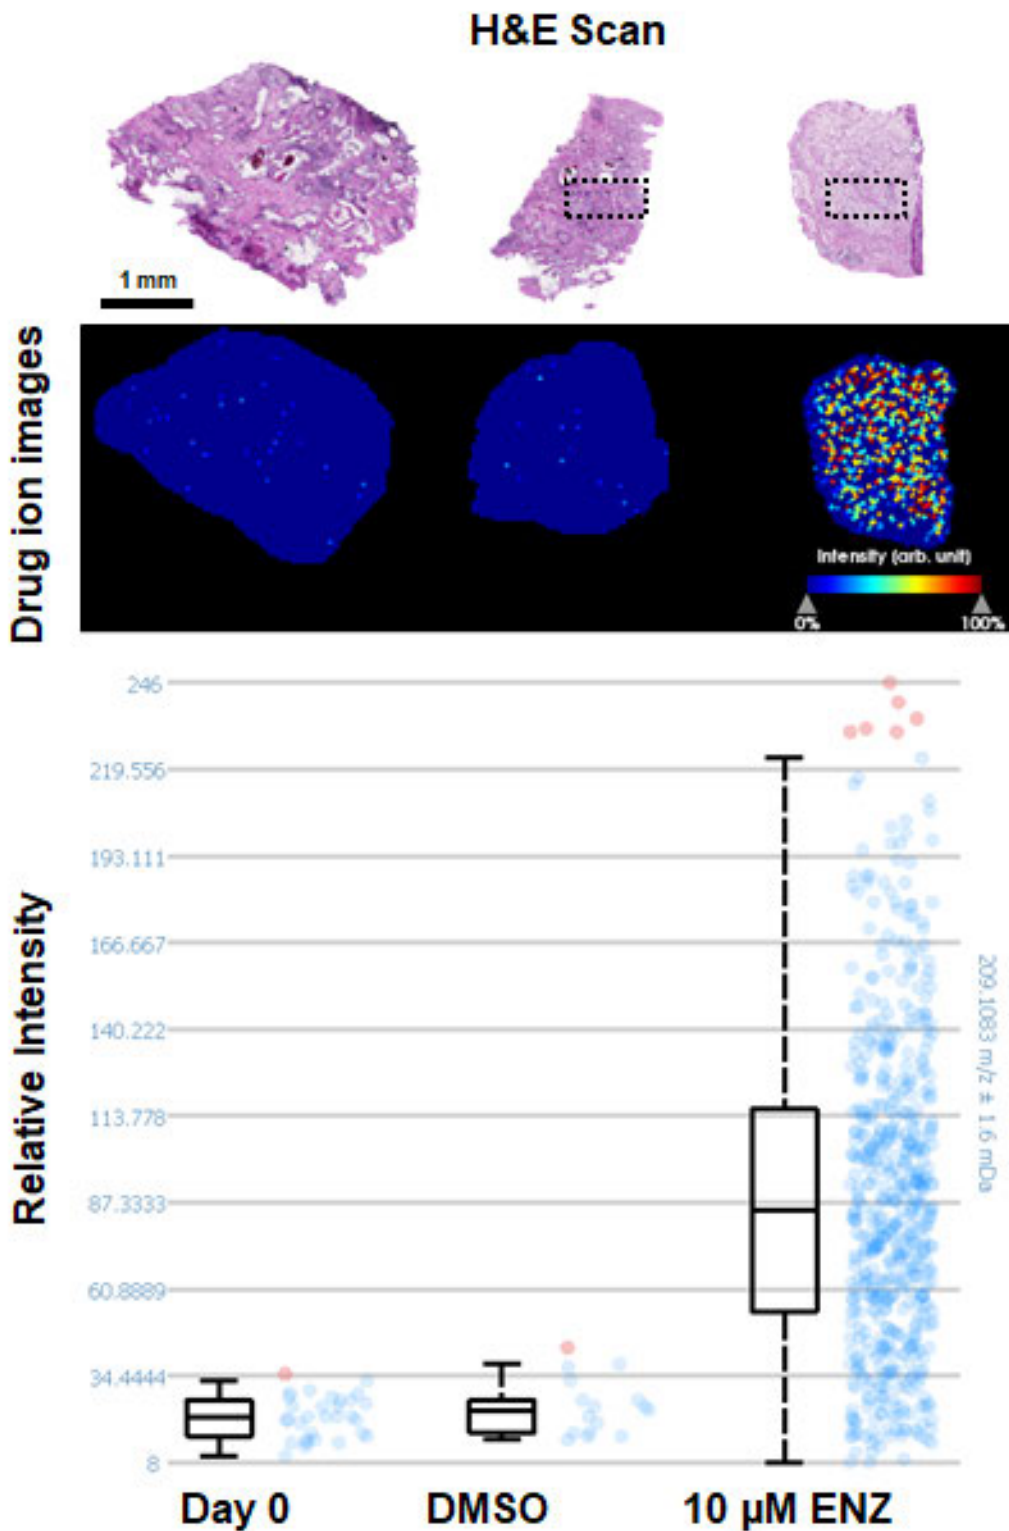 H&E Scan
1 mm
Drug ion images
Intensity (arb. unit)
0%
100%
Relative Intensity
246
219.556
193.111
166.667
140.222
113.778
87.3333
60.8889
34.4444
8
209.1083 m/z ± 1.6 mDa
Day 0
DMSO
10 µM ENZ